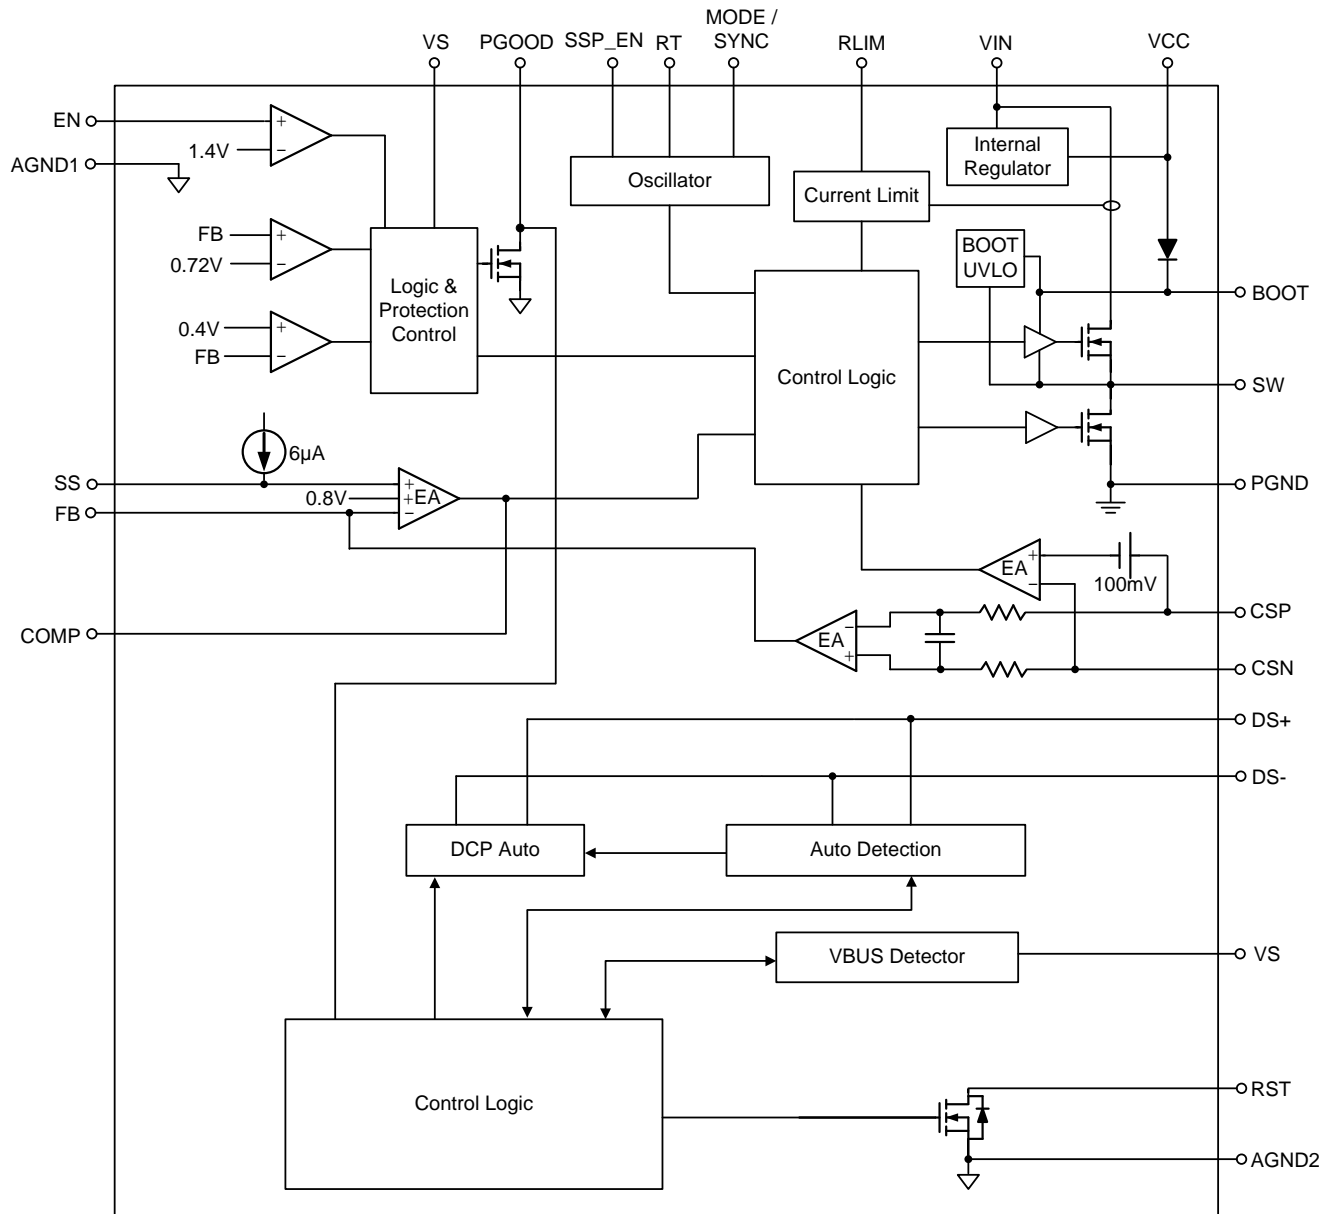 MODE /
SYNC
VS
PGOOD
SSP_EN
RT
RLIM
VIN
VCC
EN
+
−
1.4V
AGND1
Internal
Regulator
Oscillator
Current Limit
FB
+
0.72V
−
BOOT
UVLO
Logic &
Protection
Control
BOOT
0.4V
+
FB
−
Control Logic
SW
6µA
SS
+
0.8V
+
EA
FB
−
PGND
+
EA
−
100mV
CSP
COMP
−
EA
+
CSN
DS+
DS-
DCP Auto
Auto Detection
VBUS Detector
VS
Control Logic
RST
AGND2